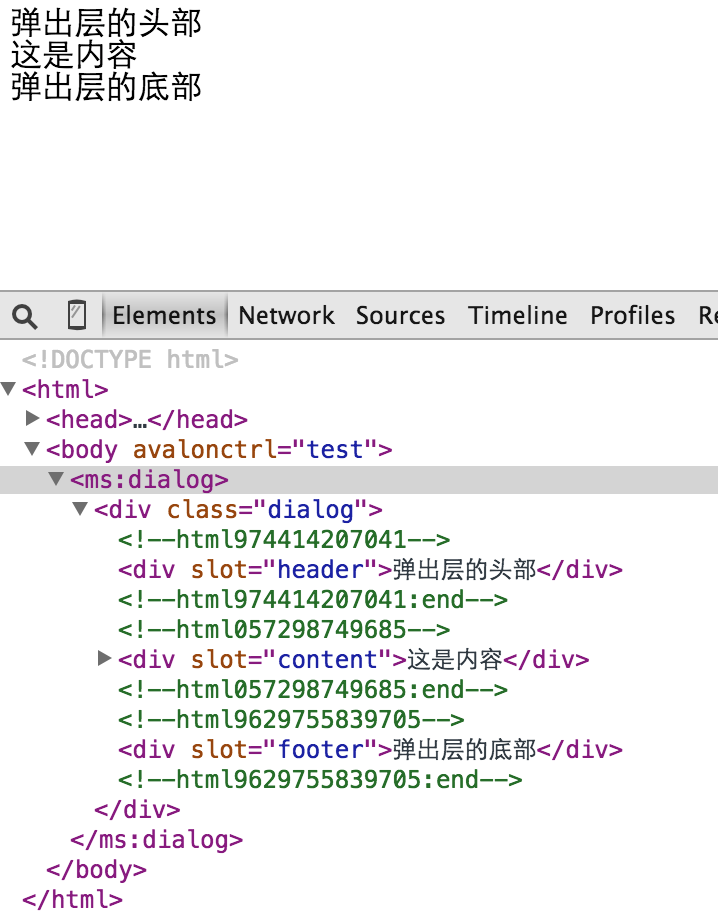 弹出层的头部
这是内容
弹出层的底部
Elements Network Sources Timeline Profiles Re
<!DOCTYPE html>
<html>
<head>…</head>
<body avalonctrl="test">
<ms:dialog>
<div class="dialog">
<!--html974414207041-->
<div slot="header">弹出层的头部</div>
<!--html974414207041:end-->
<!--html057298749685-->
<div slot="content">这是内容</div>
<!--html057298749685:end-->
<!--html9629755839705-->
<div slot="footer">弹出层的底部</div>
<!--html9629755839705:end-->
</div>
</ms:dialog>
</body>
</html>